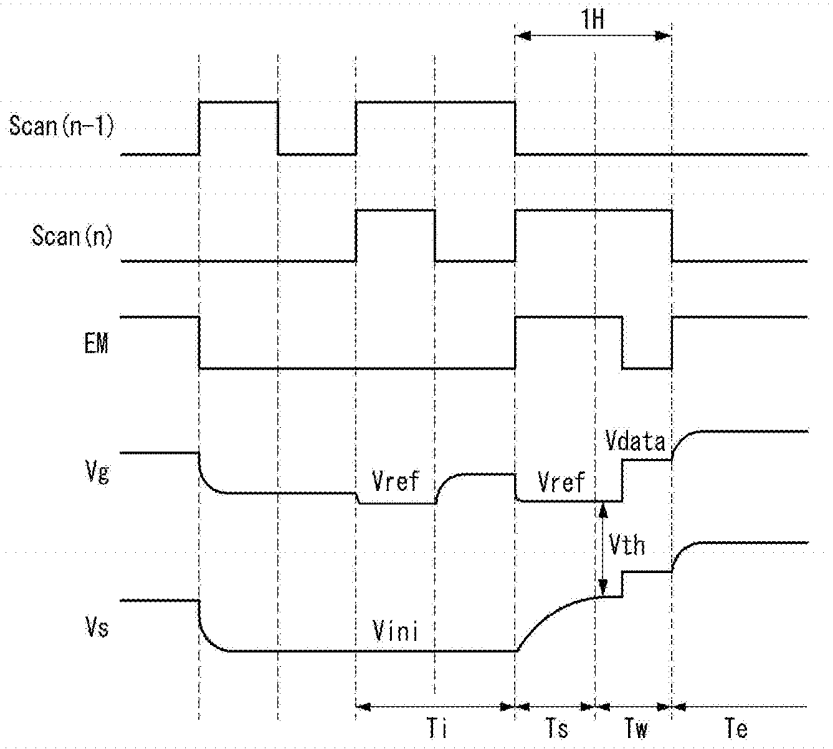 1H
Scan(n-1)
Scan(n)
EM
Vdata
Vg
Vref
Vref
Vth
Vs
Vini
Ti
Ts
Tw
Te